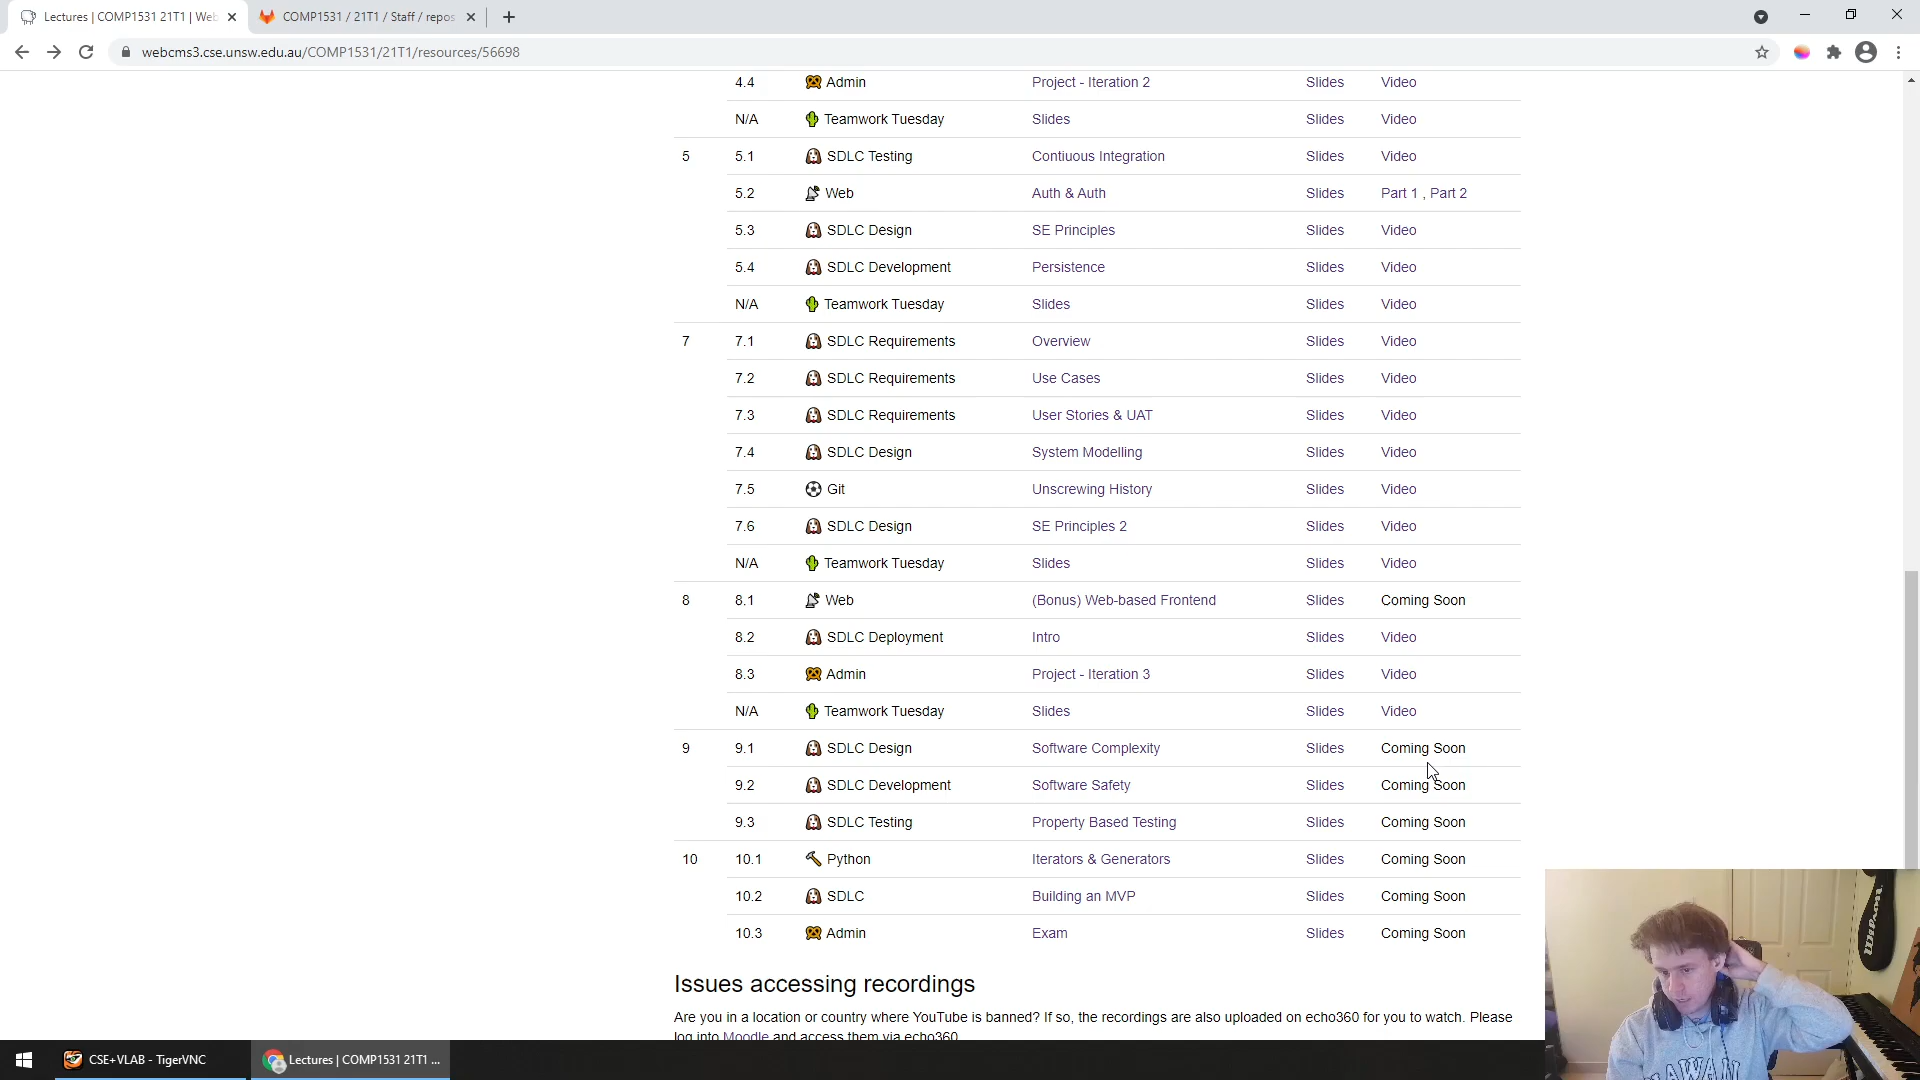 Lectures | COMP1531 21T1 | Web
COMP1531 / 21T1 / Staff / repos
webcms3.cse.unsw.edu.au/COMP1531/21T1/resources/56698
4.4 Admin Project - Iteration 2 Slides Video
N/A Teamwork Tuesday Slides Slides Video
5 5.1 SDLC Testing Contiuous Integration Slides Video
5.2 Web Auth & Auth Slides Part 1 , Part 2
5.3 SDLC Design SE Principles Slides Video
5.4 SDLC Development Persistence Slides Video
N/A Teamwork Tuesday Slides Slides Video
7 7.1 SDLC Requirements Overview Slides Video
7.2 SDLC Requirements Use Cases Slides Video
7.3 SDLC Requirements User Stories & UAT Slides Video
7.4 SDLC Design System Modelling Slides Video
7.5 Git Unscrewing History Slides Video
7.6 SDLC Design SE Principles 2 Slides Video
N/A Teamwork Tuesday Slides Slides Video
8 8.1 Web (Bonus) Web-based Frontend Slides Coming Soon
8.2 SDLC Deployment Intro Slides Video
8.3 Admin Project - Iteration 3 Slides Video
N/A Teamwork Tuesday Slides Slides Video
9 9.1 SDLC Design Software Complexity Slides Coming Soon
9.2 SDLC Development Software Safety Slides Coming Soon
9.3 SDLC Testing Property Based Testing Slides Coming Soon
10 10.1 Python Iterators & Generators Slides Coming Soon
10.2 SDLC Building an MVP Slides Coming Soon
10.3 Admin Exam Slides Coming Soon
Issues accessing recordings
Are you in a location or country where YouTube is banned? If so, the recordings are also uploaded on echo360 for you to watch. Please
log into Moodle and access them via echo360
Wilson
CSE+VLAB - TigerVNC
Lectures | COMP1531 21T1 ...